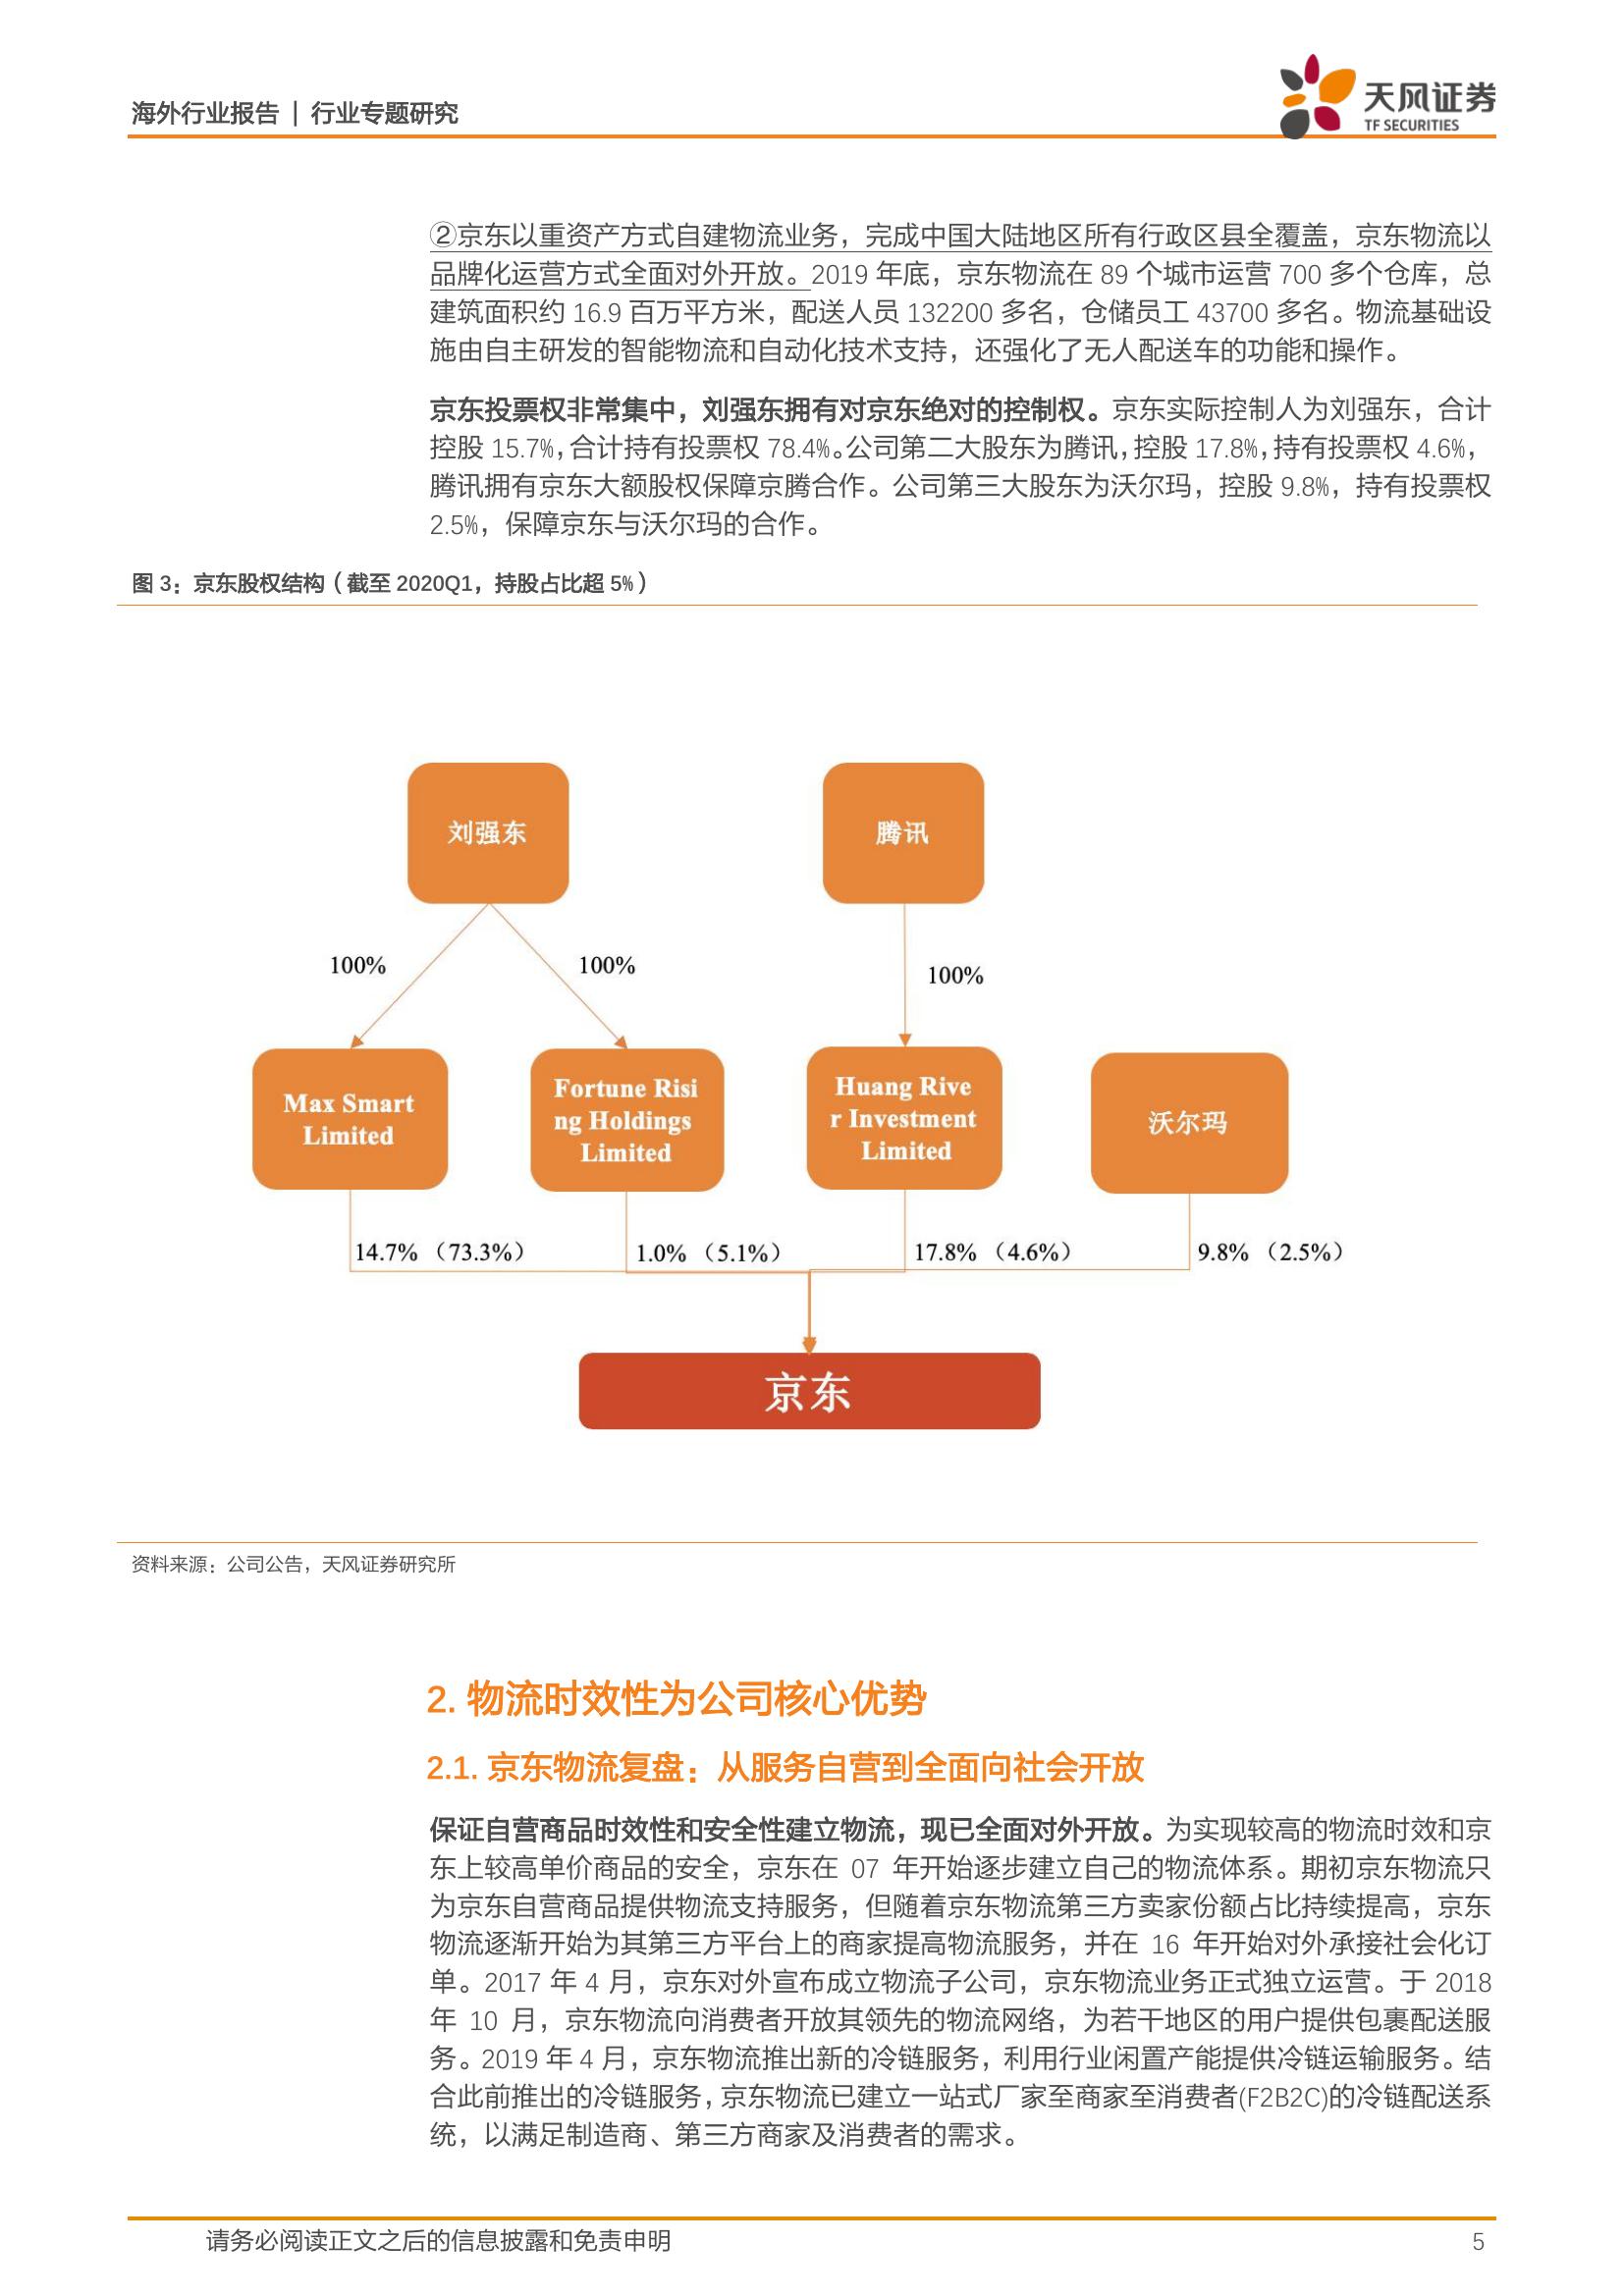 海外行业报告 | 行业专题研究
天风证券
TF SECURITIES
②京东以重资产方式自建物流业务，完成中国大陆地区所有行政区县全覆盖，京东物流以
品牌化运营方式全面对外开放。2019 年底，京东物流在 89 个城市运营 700 多个仓库，总
建筑面积约 16.9 百万平方米，配送人员 132200 多名，仓储员工 43700 多名。物流基础设
施由自主研发的智能物流和自动化技术支持，还强化了无人配送车的功能和操作。
京东投票权非常集中，刘强东拥有对京东绝对的控制权。京东实际控制人为刘强东，合计
控股 15.7%，合计持有投票权 78.4%。公司第二大股东为腾讯，控股 17.8%，持有投票权 4.6%，
腾讯拥有京东大额股权保障京腾合作。公司第三大股东为沃尔玛，控股 9.8%，持有投票权
2.5%，保障京东与沃尔玛的合作。
图 3：京东股权结构（截至 2020Q1，持股占比超 5%）
刘强东
腾讯
100%
100%
100%
Max Smart
Limited
Fortune Risi
ng Holdings
Limited
Huang Rive
r Investment
Limited
沃尔玛
14.7%（73.3%）
1.0%（5.1%）
17.8%（4.6%）
9.8%（2.5%）
京东
资料来源：公司公告，天风证券研究所
2. 物流时效性为公司核心优势
2.1. 京东物流复盘：从服务自营到全面向社会开放
保证自营商品时效性和安全性建立物流，现已全面对外开放。为实现较高的物流时效和京
东上较高单价商品的安全，京东在 07 年开始逐步建立自己的物流体系。期初京东物流只
为京东自营商品提供物流支持服务，但随着京东物流第三方卖家份额占比持续提高，京东
物流逐渐开始为其第三方平台上的商家提高物流服务，并在 16 年开始对外承接社会化订
单。2017 年 4 月，京东对外宣布成立物流子公司，京东物流业务正式独立运营。于 2018
年 10 月，京东物流向消费者开放其领先的物流网络，为若干地区的用户提供包裹配送服
务。2019 年 4 月，京东物流推出新的冷链服务，利用行业闲置产能提供冷链运输服务。结
合此前推出的冷链服务，京东物流已建立一站式厂家至商家至消费者(F2B2C)的冷链配送系
统，以满足制造商、第三方商家及消费者的需求。
请务必阅读正文之后的信息披露和免责申明
5